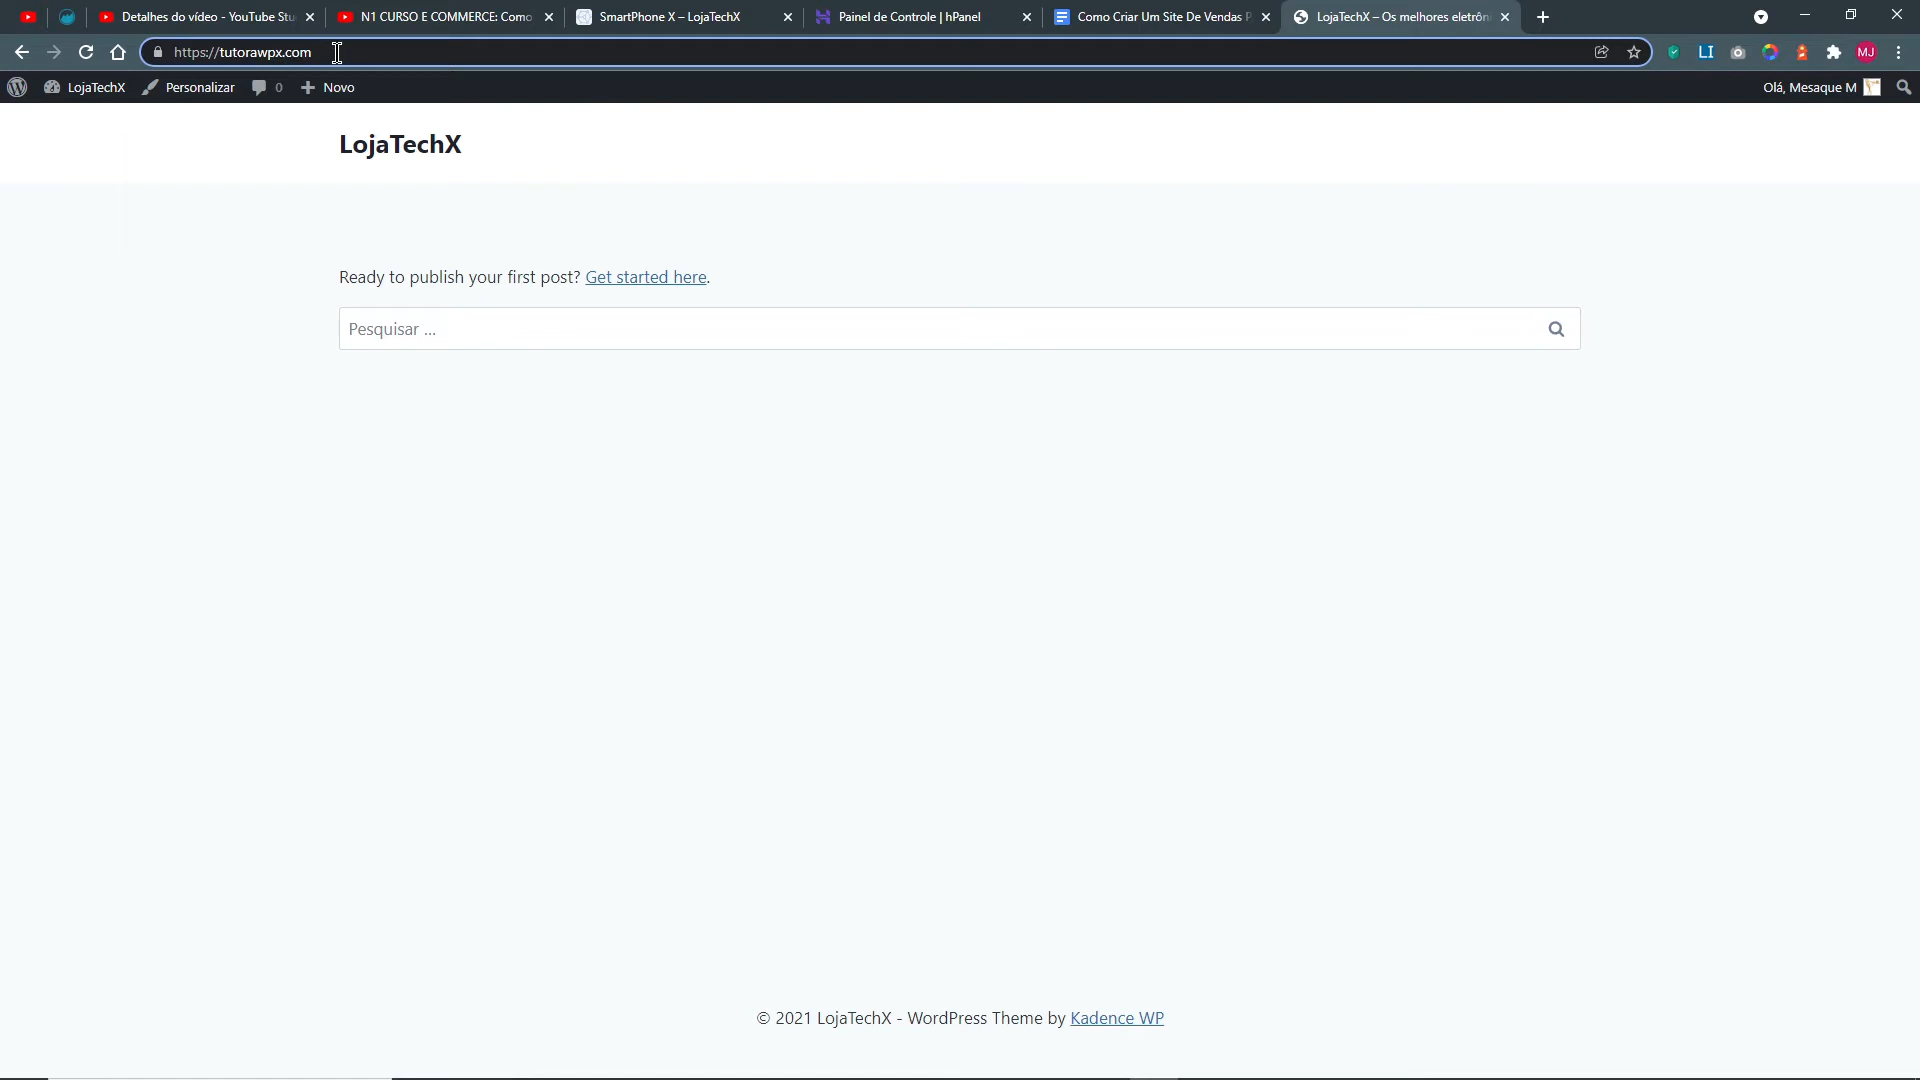 Detalhes do vídeo - YouTube Stu
N1 CURSO E COMMERCE: Como
SmartPhone X – LojaTechX
Painel de Controle | hPanel
Como Criar Um Site De Vendas P
LojaTechX – Os melhores eletrôn
https://tutorawpx.com
LI
MJ
LojaTechX
Personalizar
0
Novo
Olá, Mesaque M
LojaTechX
Ready to publish your first post? Get started here.
Pesquisar ...
© 2021 LojaTechX - WordPress Theme by Kadence WP